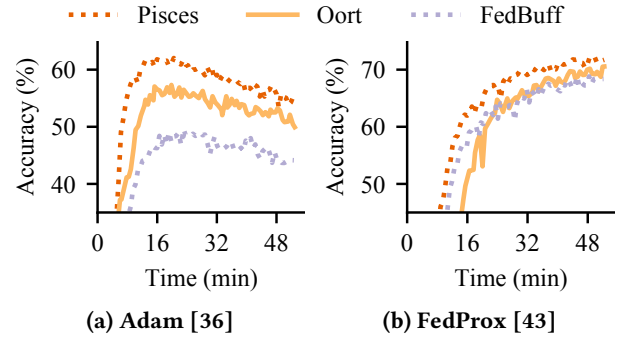 Pisces Oort FedBuff
Accuracy (%)
60
50
40
0 16 32 48
Time (min)
(a) Adam [36]
Accuracy (%)
70
60
50
0 16 32 48
Time (min)
(b) FedProx [43]